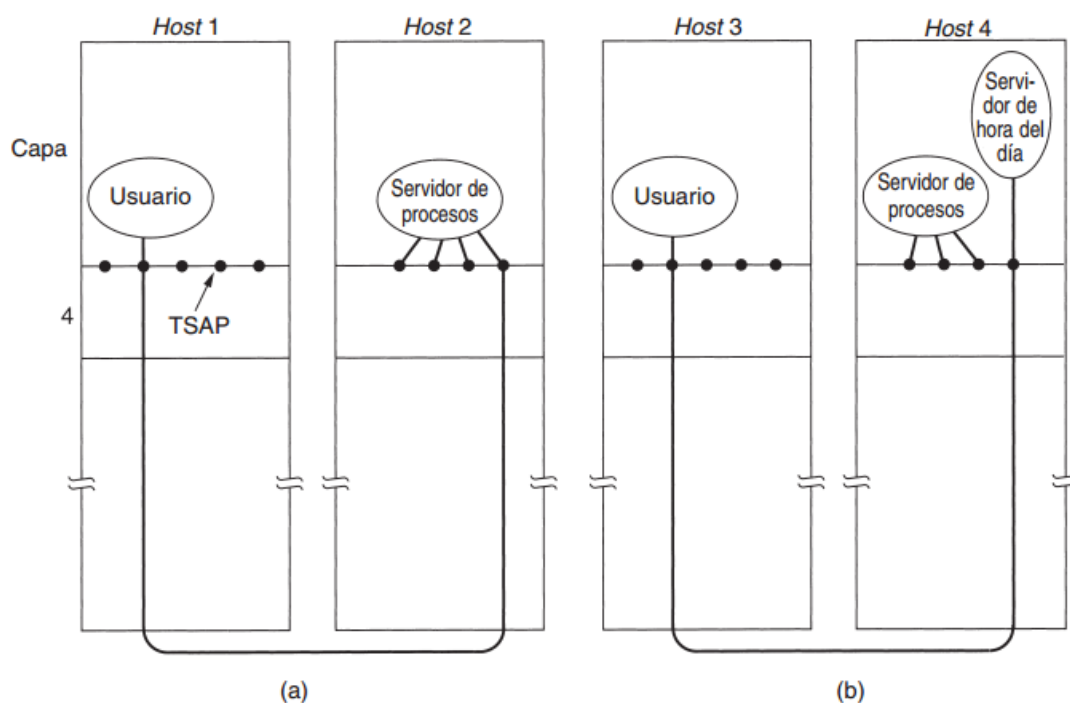 Host 1
Host 2
Host 3
Host 4
Capa
4
Usuario
TSAP
Servidor de
procesos
Usuario
Servidor de
procesos
Servi-
dor de
hora del
día
(a)
(b)